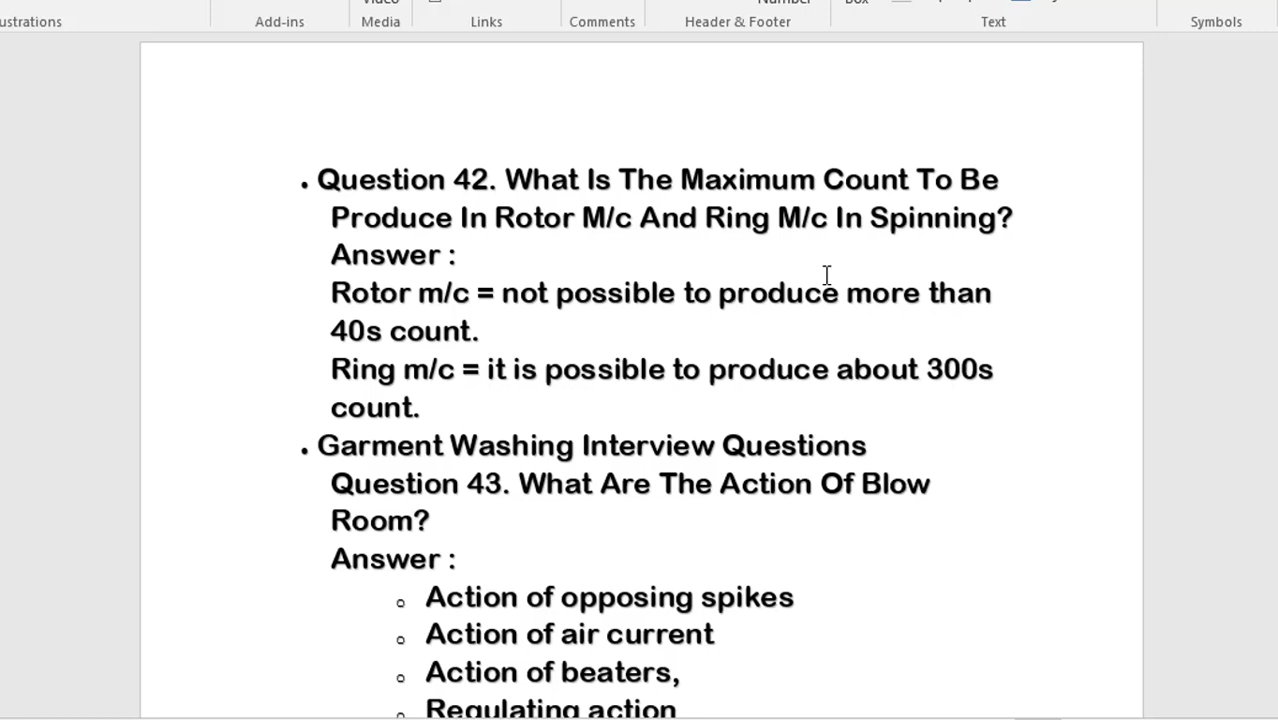 Video
Number
Box
ustrations Add-ins Media Links Comments Header & Footer Text Symbols
• Question 42. What Is The Maximum Count To Be
Produce In Rotor M/c And Ring M/c In Spinning?
Answer :
Rotor m/c = not possible to produce more than
40s count.
Ring m/c = it is possible to produce about 300s
count.
• Garment Washing Interview Questions
Question 43. What Are The Action Of Blow
Room?
Answer :
o Action of opposing spikes
o Action of air current
o Action of beaters,
o Regulating action